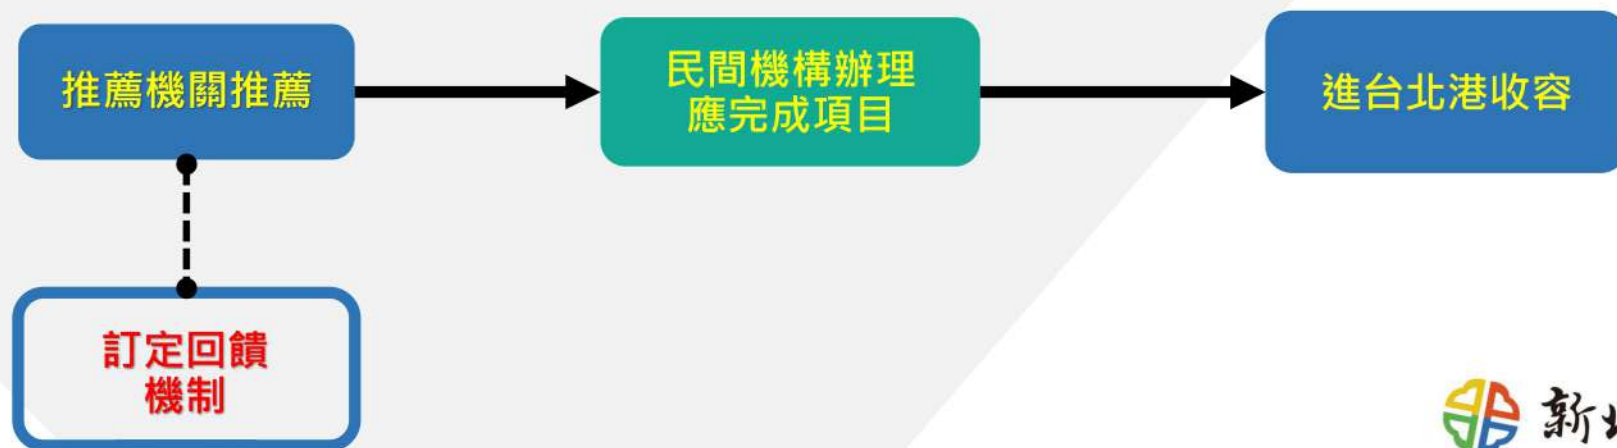 推薦機關推薦
民間機構辦理
應完成項目
進台北港收容
訂定回饋
機制
新